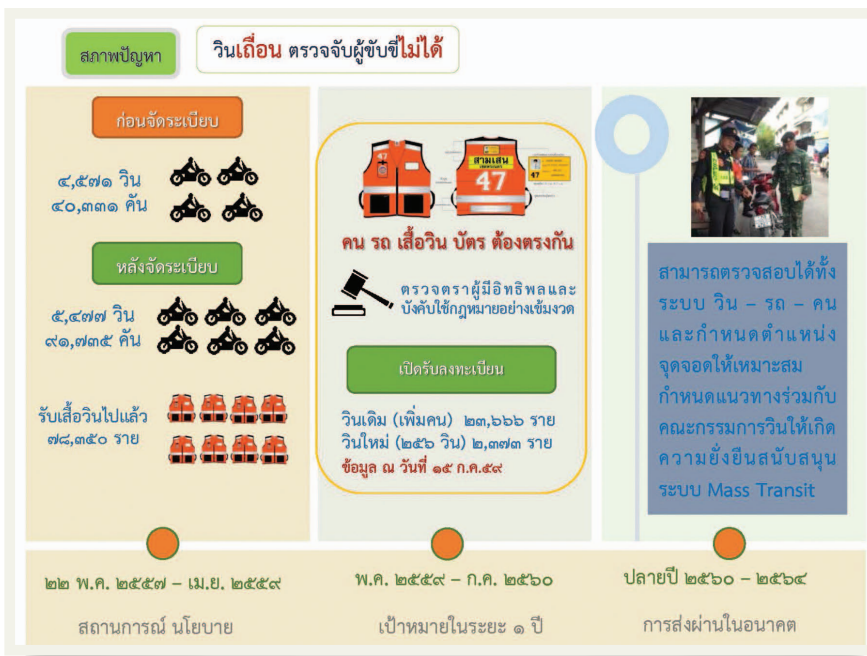 สภาพปัญหา
วินเถื่อน ตรวจจับผู้ขับขี่ไม่ได้
ก่อนจัดระเบียบ
๔,๕๗๑ วิน
๔๐,๓๓๑ คัน
หลังจัดระเบียบ
๕,๔๗๗ วิน
๙๑,๗๓๕ คัน
รับเสื้อวินไปแล้ว
๗๘,๓๕๐ ราย
47
สามเสน
47
47
คน รถ เสื้อวิน บัตร ต้องตรงกัน
ตรวจตราผู้มีอิทธิพลและ
บังคับใช้กฎหมายอย่างเข้มงวด
เปิดรับลงทะเบียน
วินเดิม (เพิ่มคน) ๒๓,๖๖๖ ราย
วินใหม่ (๒๕๖ วิน) ๒,๓๗๓ ราย
ข้อมูล ณ วันที่ ๑๕ ก.ค.๕๙
สามารถตรวจสอบได้ทั้ง
ระบบ วิน – รถ – คน
และกำหนดตำแหน่ง
จุดจอดให้เหมาะสม
กำหนดแนวทางร่วมกับ
คณะกรรมการวินให้เกิด
ความยั่งยืนสนับสนุน
ระบบ Mass Transit
๒๒ พ.ค. ๒๕๕๗ – เม.ย. ๒๕๕๙
สถานการณ์ นโยบาย
พ.ค. ๒๕๕๙ – ก.ค. ๒๕๖๐
เป้าหมายในระยะ ๑ ปี
ปลายปี ๒๕๖๐ – ๒๕๖๔
การส่งผ่านในอนาคต